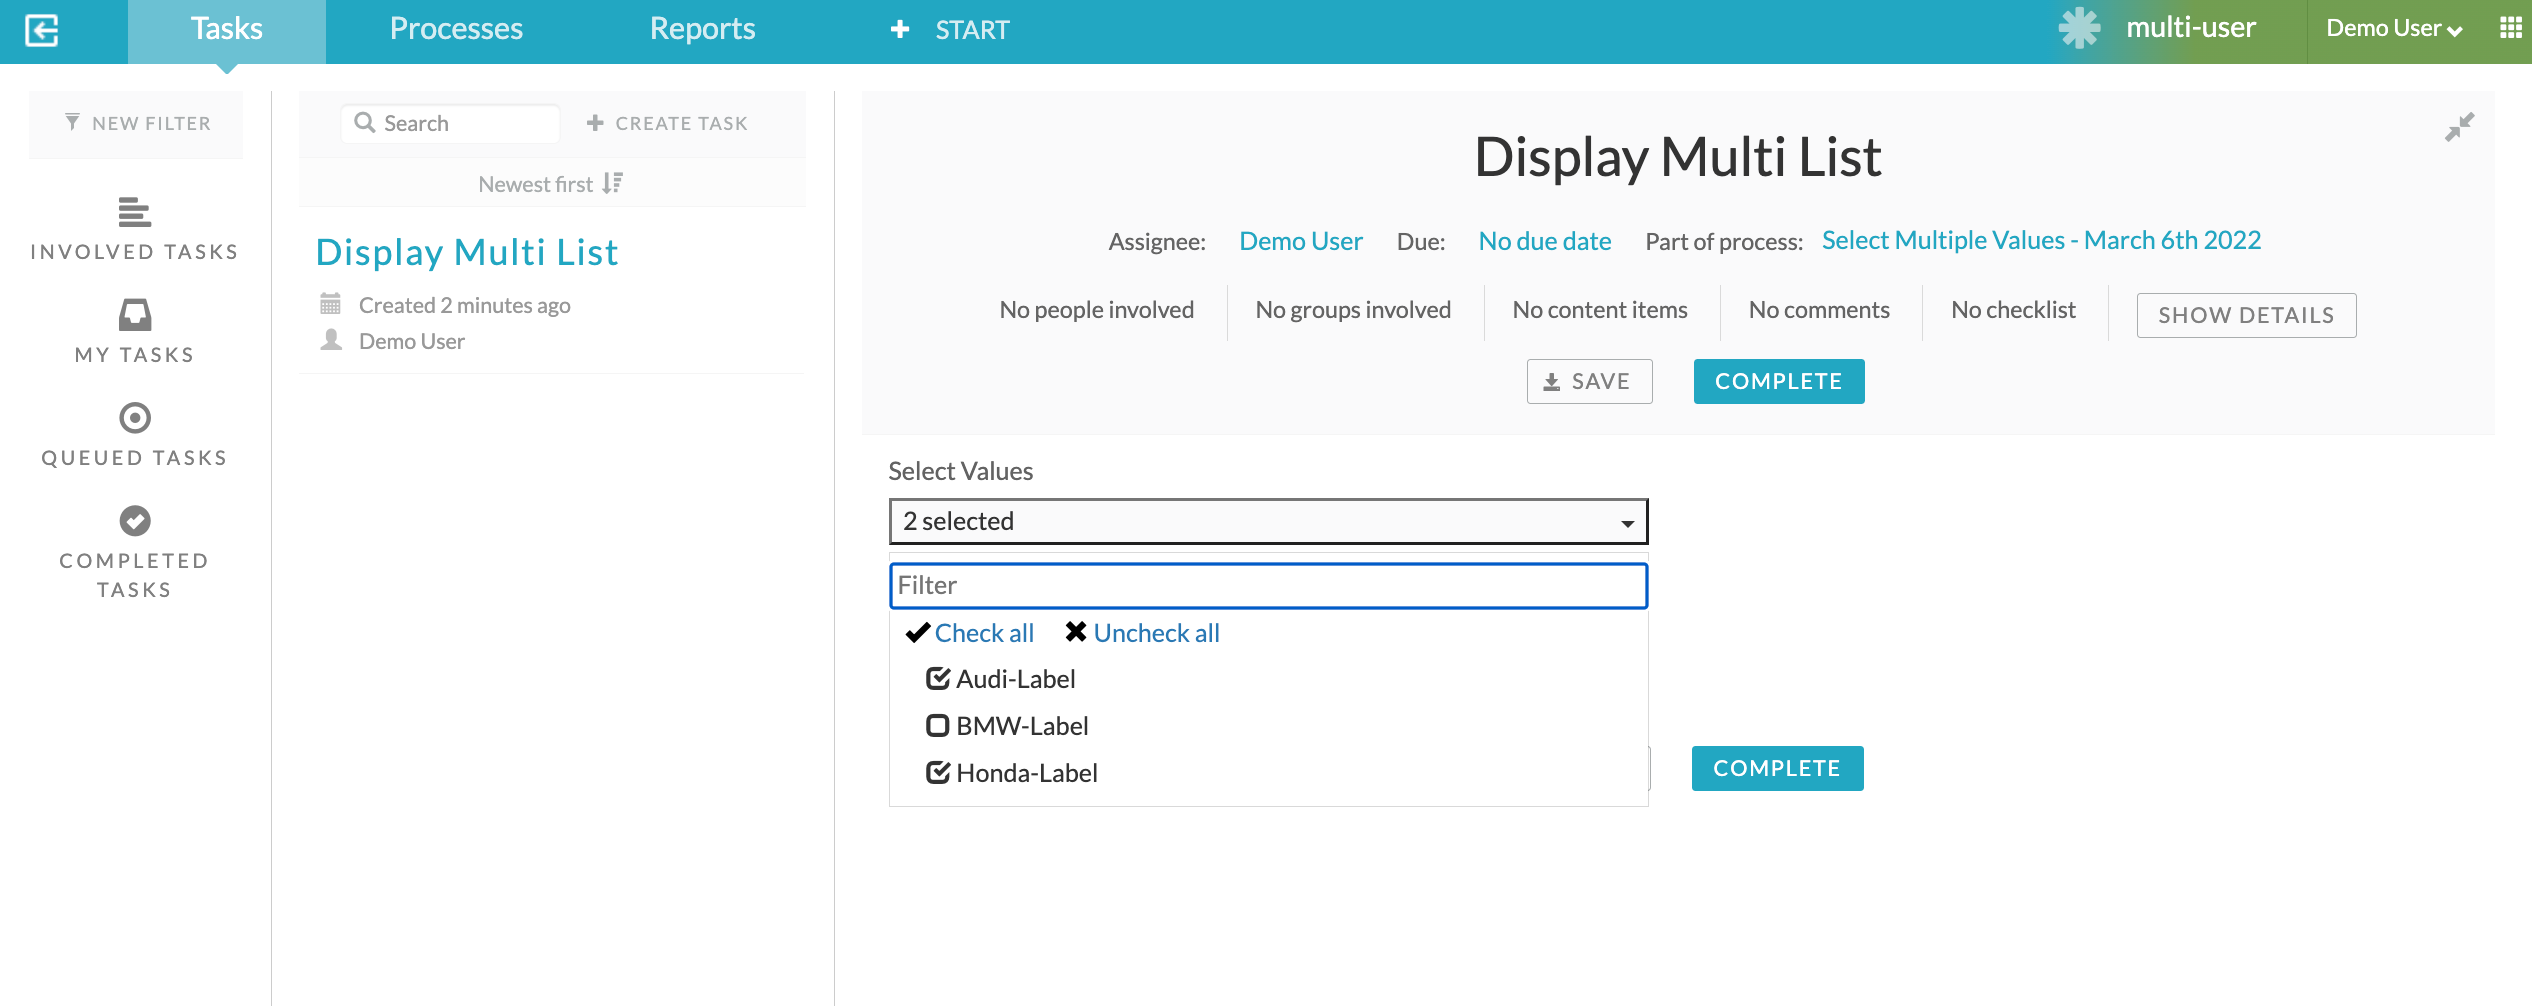 Tasks
Processes
Reports
START
multi-user
Demo User
NEW FILTER
INVOLVED TASKS
MY TASKS
QUEUED TASKS
COMPLETED
TASKS
Search
CREATE TASK
Newest first
Display Multi List
Created 2 minutes ago
Demo User
Display Multi List
Assignee: Demo User Due: No due date Part of process: Select Multiple Values - March 6th 2022
No people involved
No groups involved
No content items
No comments
No checklist
SHOW DETAILS
SAVE
COMPLETE
Select Values
2 selected
Filter
Check all
Uncheck all
Audi-Label
BMW-Label
Honda-Label
COMPLETE